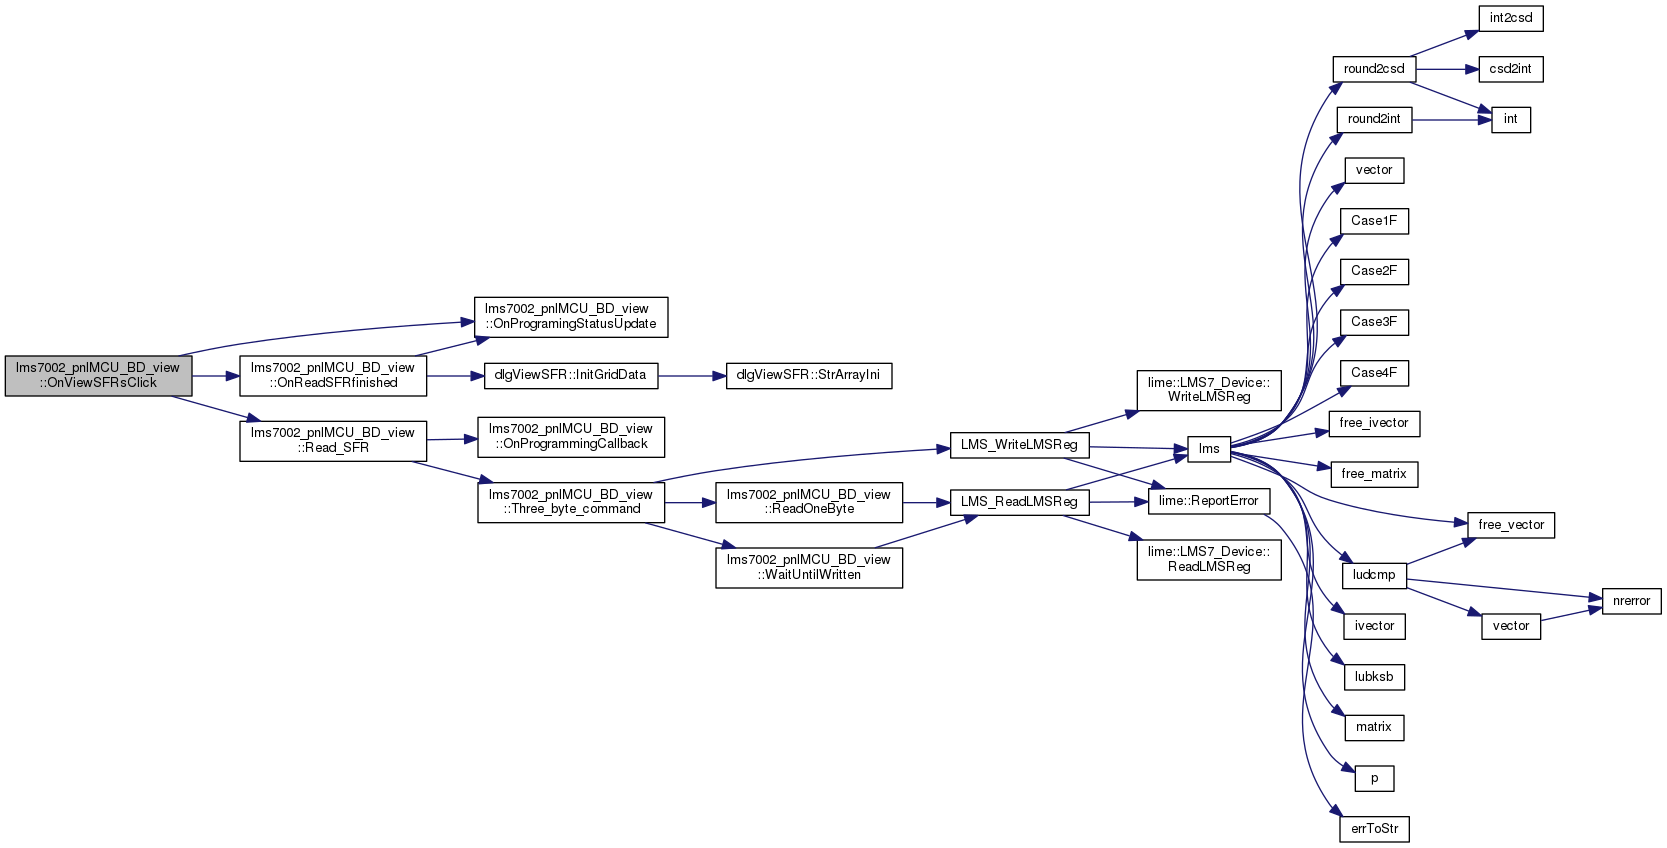 lms7002_pnlMCU_BD_view
::OnViewSFRsClick
lms7002_pnlMCU_BD_view
::OnProgramingStatusUpdate
lms7002_pnlMCU_BD_view
::OnReadSFRfinished
dlgViewSFR::InitGridData
dlgViewSFR::StrArrayIni
lms7002_pnlMCU_BD_view
::Read_SFR
lms7002_pnlMCU_BD_view
::OnProgrammingCallback
lms7002_pnlMCU_BD_view
::Three_byte_command
LMS_WriteLMSReg
lms7002_pnlMCU_BD_view
::ReadOneByte
lms7002_pnlMCU_BD_view
::WaitUntilWritten
LMS_ReadLMSReg
lime::LMS7_Device::
WriteLMSReg
lms
lime::ReportError
lime::LMS7_Device::
ReadLMSReg
round2csd
int2csd
csd2int
round2int
int
vector
Case1F
Case2F
Case3F
Case4F
free_ivector
free_matrix
free_vector
ludcmp
nrerror
vector
ivector
lubksb
matrix
p
errToStr